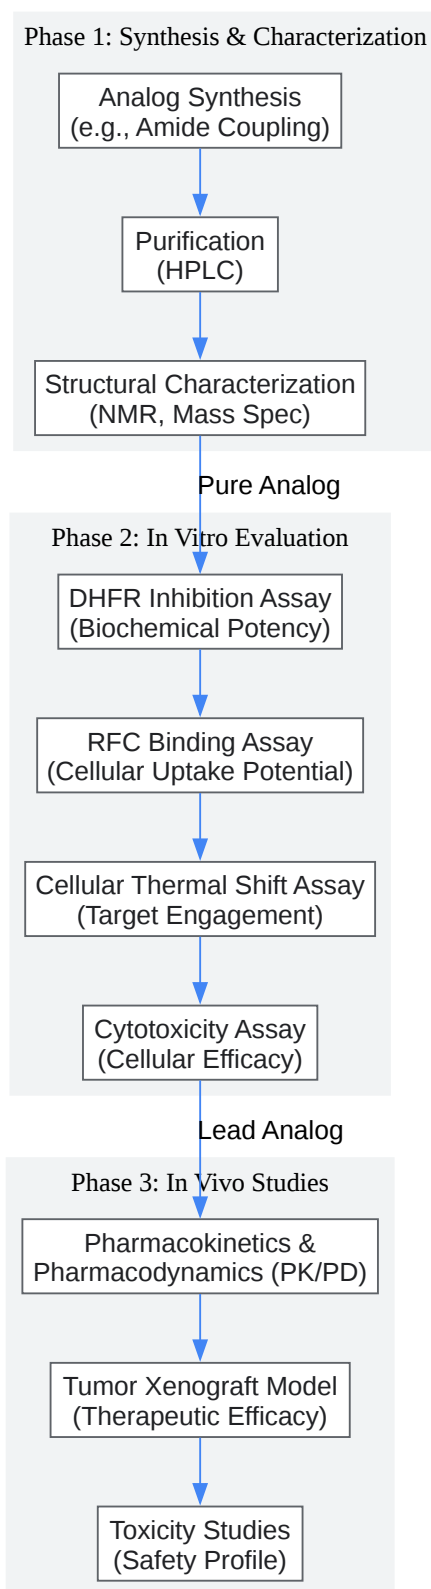 Phase 1: Synthesis & Characterization
Analog Synthesis
(e.g., Amide Coupling)
Purification
(HPLC)
Structural Characterization
(NMR, Mass Spec)
Pure Analog
Phase 2: In Vitro Evaluation
DHFR Inhibition Assay
(Biochemical Potency)
RFC Binding Assay
(Cellular Uptake Potential)
Cellular Thermal Shift Assay
(Target Engagement)
Cytotoxicity Assay
(Cellular Efficacy)
Lead Analog
Phase 3: In Vivo Studies
Pharmacokinetics &
Pharmacodynamics (PK/PD)
Tumor Xenograft Model
(Therapeutic Efficacy)
Toxicity Studies
(Safety Profile)